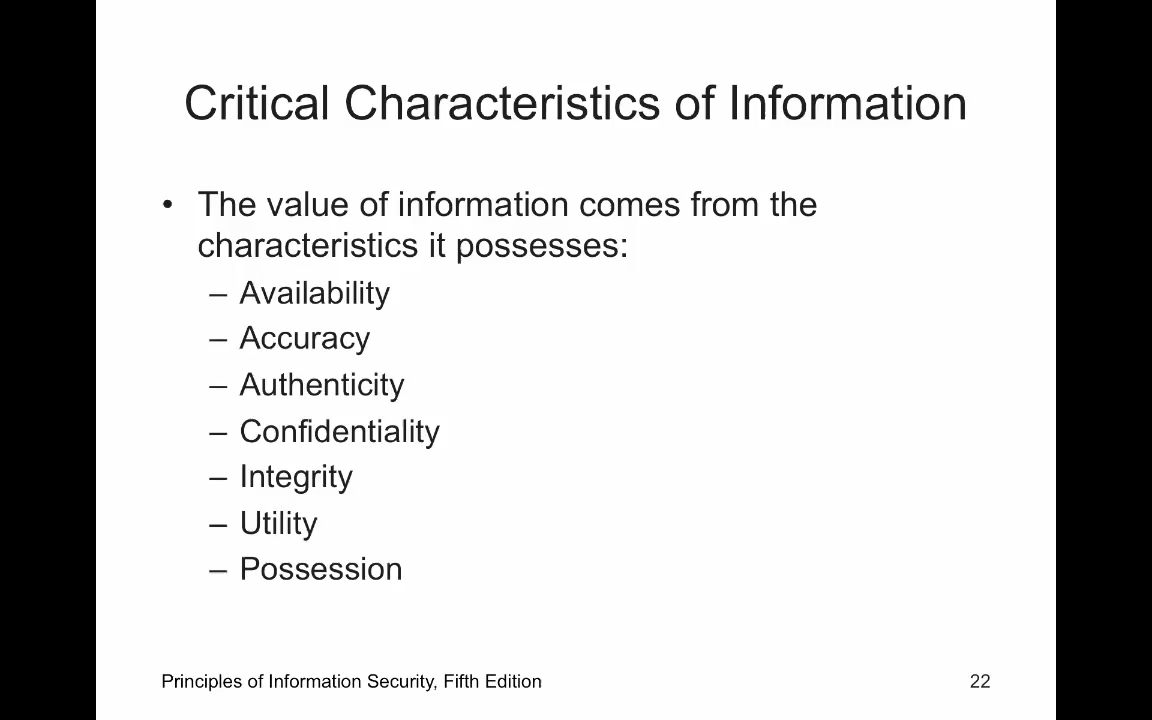 Critical Characteristics of Information
• The value of information comes from the
characteristics it possesses:
– Availability
– Accuracy
– Authenticity
– Confidentiality
– Integrity
– Utility
– Possession
Principles of Information Security, Fifth Edition
22